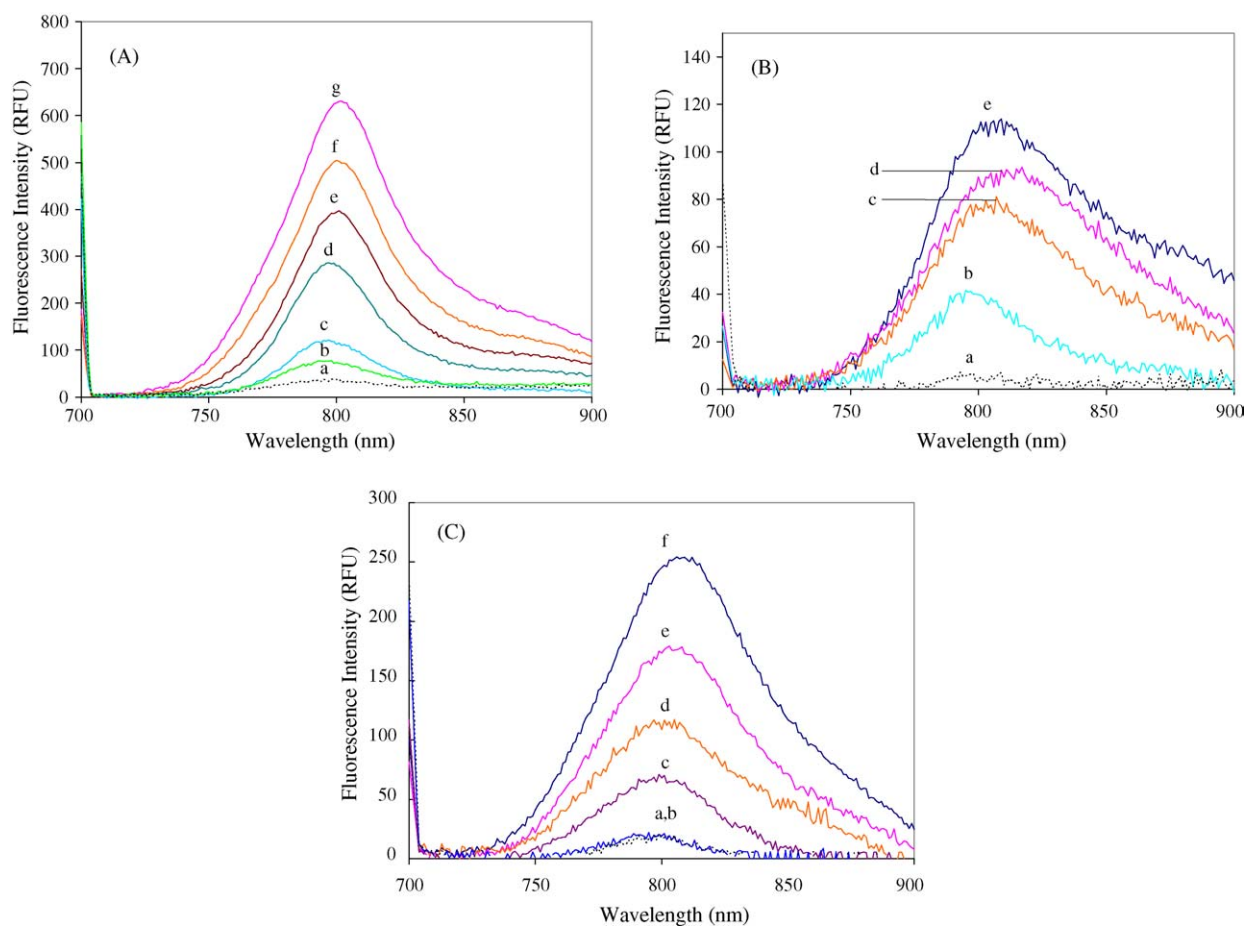 (A)
Fluorescence Intensity (RFU)
800
700
600
500
400
300
200
100
0
g
f
e
d
c
b
a
700 750 800 850 900
Wavelength (nm)
(B)
Fluorescence Intensity (RFU)
140
120
100
80
60
40
20
0
e
d
c
b
a
700 750 800 850 900
Wavelength (nm)
(C)
Fluorescence Intensity (RFU)
300
250
200
150
100
50
0
f
e
d
c
a,b
700 750 800 850 900
Wavelength (nm)